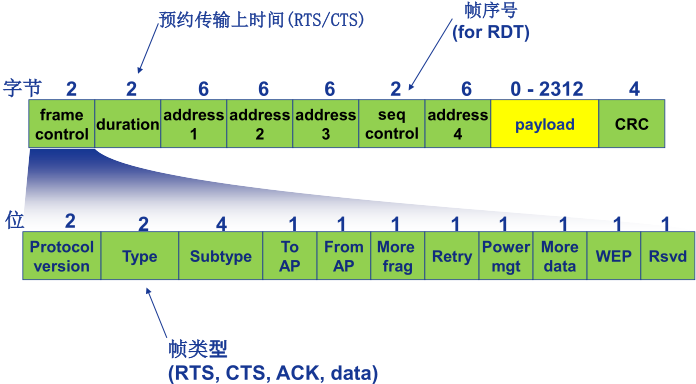 预约传输上时间(RTS/CTS)
帧序号
(for RDT)
字节 2 2 6 6 6 2 6 0 - 2312 4
frame control duration address 1 address 2 address 3 seq control address 4 payload CRC
位 2 2 4 1 1 1 1 1 1 1 1
Protocol version Type Subtype To AP From AP More frag Retry Power mgt More data WEP Rsvd
帧类型
(RTS, CTS, ACK, data)